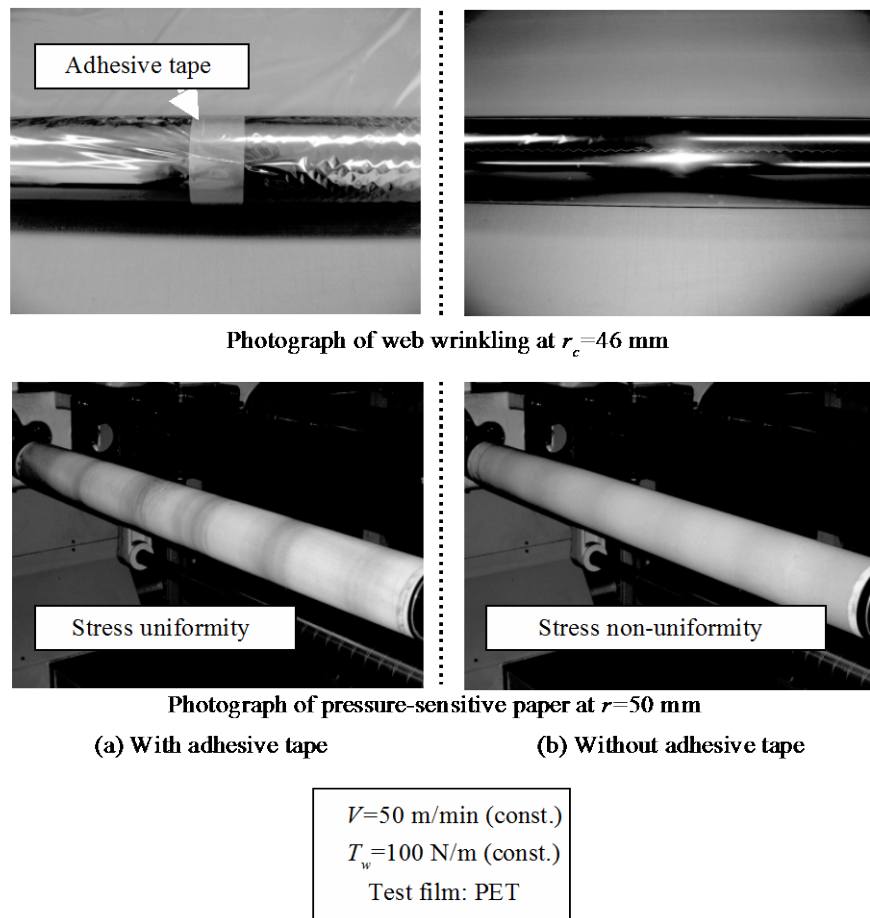 Adhesive tape
Photograph of web wrinkling at r_c=46 mm
Stress uniformity
Stress non-uniformity
Photograph of pressure-sensitive paper at r=50 mm
(a) With adhesive tape
(b) Without adhesive tape
V=50 m/min (const.)
T_w=100 N/m (const.)
Test film: PET